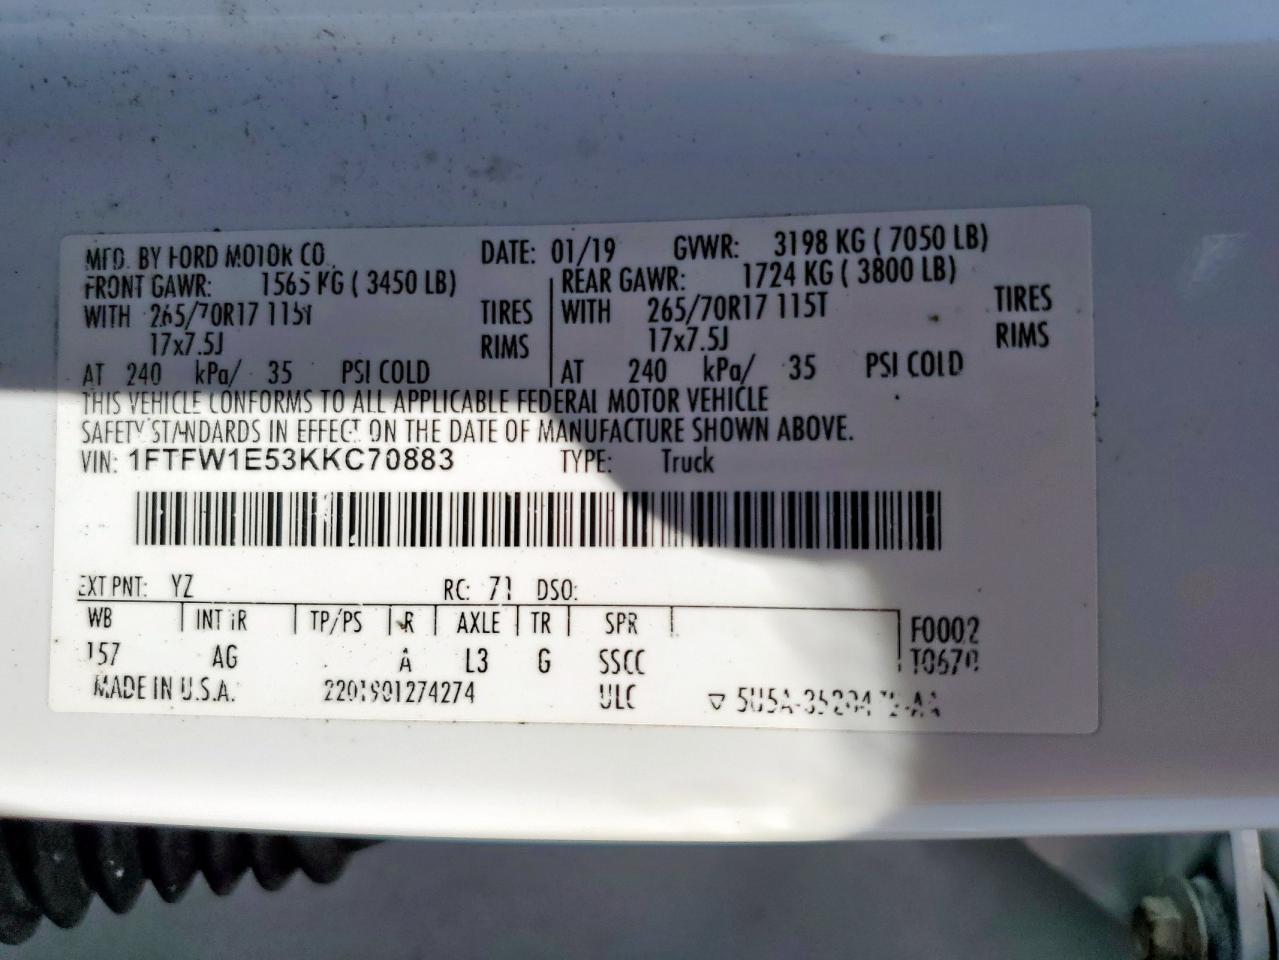 MFD. BY FORD MOTOR CO. DATE: 01/19 GVWR: 3198 KG ( 7050 LB)
FRONT GAWR: 1565 KG ( 3450 LB) REAR GAWR: 1724 KG ( 3800 LB)
WITH 265/70R17 115T TIRES WITH 265/70R17 115T TIRES
17x7.5J RIMS 17x7.5J RIMS
AT 240 kPa/ 35 PSI COLD AT 240 kPa/ 35 PSI COLD
THIS VEHICLE CONFORMS TO ALL APPLICABLE FEDERAL MOTOR VEHICLE
SAFETY STANDARDS IN EFFECT ON THE DATE OF MANUFACTURE SHOWN ABOVE.
VIN: 1FTFW1E53KKC70883 TYPE: Truck
EXT PNT: YZ RC: 71 DSO:
WB INT TR TP/PS R AXLE TR SPR F0002
157 AG A L3 G SSCC T0670
MADE IN U.S.A. 2201901274274 ULC